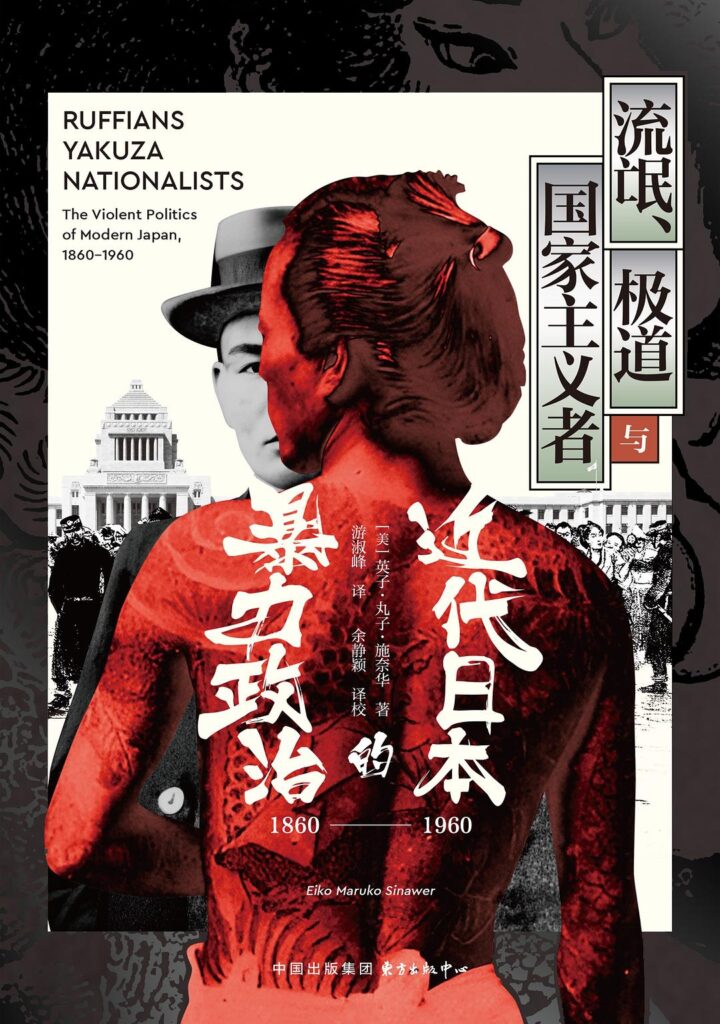 RUFFIANS
YAKUZA
NATIONALISTS
The Violent Politics
of Modern Japan,
1860–1960
流氓、
极道
与
国家主义者
近代日本
的
暴力政治
[美]英子·丸子·施奈华 著
游淑峰 译 余静颖 译校
1860 — 1960
Eiko Maruko Sinawer
中国出版集团 東方出版中心